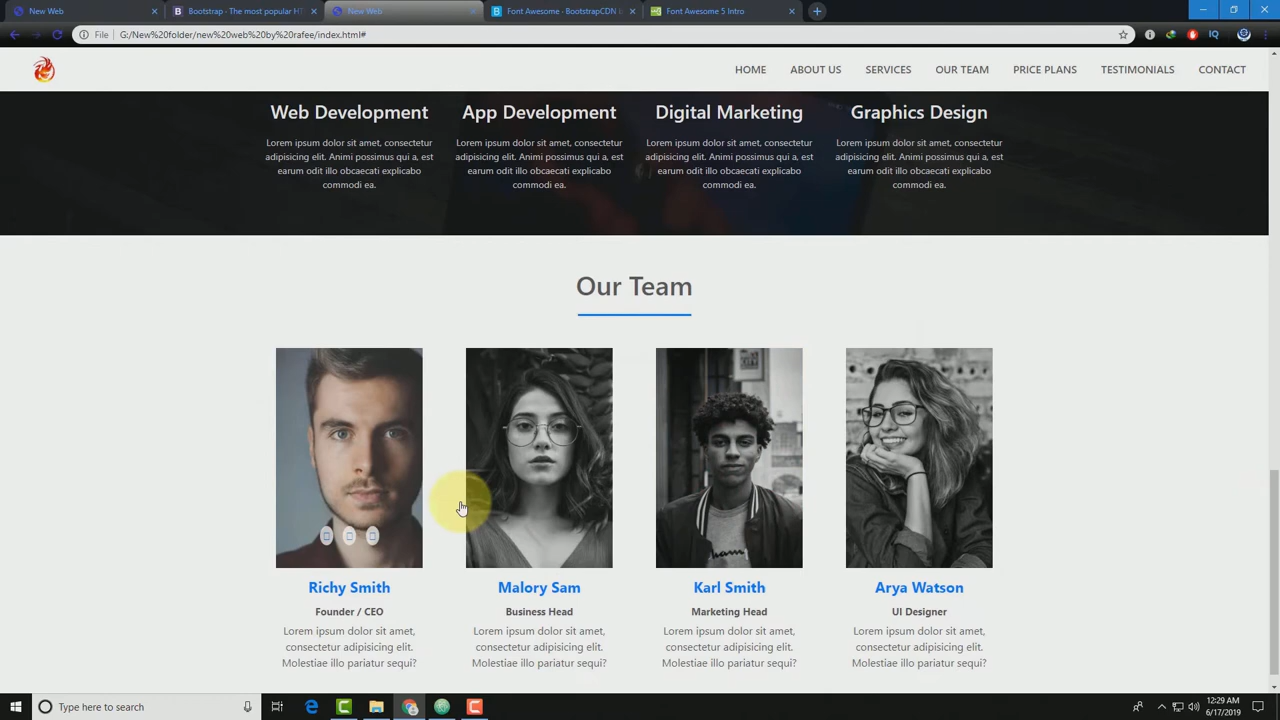 New Web
Bootstrap · The most popular HT
New Web
Font Awesome · BootstrapCDN
Font Awesome 5 Intro
File
G:/New%20folder/new%20web%20by%20rafee/index.html#
HOME ABOUT US SERVICES OUR TEAM PRICE PLANS TESTIMONIALS CONTACT
Web Development
Lorem ipsum dolor sit amet, consectetur
adipisicing elit. Animi possimus qui a, est
earum odit illo obcaecati explicabo
commodi ea.
App Development
Lorem ipsum dolor sit amet, consectetur
adipisicing elit. Animi possimus qui a, est
earum odit illo obcaecati explicabo
commodi ea.
Digital Marketing
Lorem ipsum dolor sit amet, consectetur
adipisicing elit. Animi possimus qui a, est
earum odit illo obcaecati explicabo
commodi ea.
Graphics Design
Lorem ipsum dolor sit amet, consectetur
adipisicing elit. Animi possimus qui a, est
earum odit illo obcaecati explicabo
commodi ea.
Our Team
Richy Smith
Founder / CEO
Lorem ipsum dolor sit amet,
consectetur adipisicing elit.
Molestiae illo pariatur sequi?
Malory Sam
Business Head
Lorem ipsum dolor sit amet,
consectetur adipisicing elit.
Molestiae illo pariatur sequi?
Karl Smith
Marketing Head
Lorem ipsum dolor sit amet,
consectetur adipisicing elit.
Molestiae illo pariatur sequi?
Arya Watson
UI Designer
Lorem ipsum dolor sit amet,
consectetur adipisicing elit.
Molestiae illo pariatur sequi?
Type here to search
12:29 AM
6/17/2019